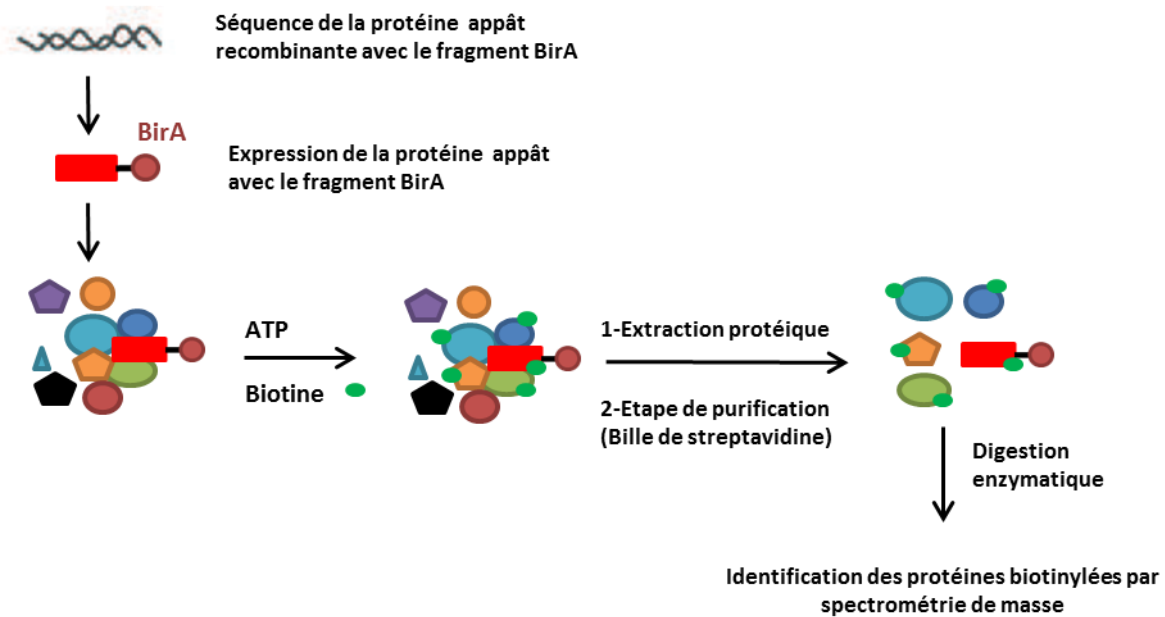 Séquence de la protéine appât
recombinante avec le fragment BirA
BirA
Expression de la protéine appât
avec le fragment BirA
ATP
Biotine
1-Extraction protéique
2-Etape de purification
(Bille de streptavidine)
Digestion
enzymatique
Identification des protéines biotinylées par
spectrométrie de masse